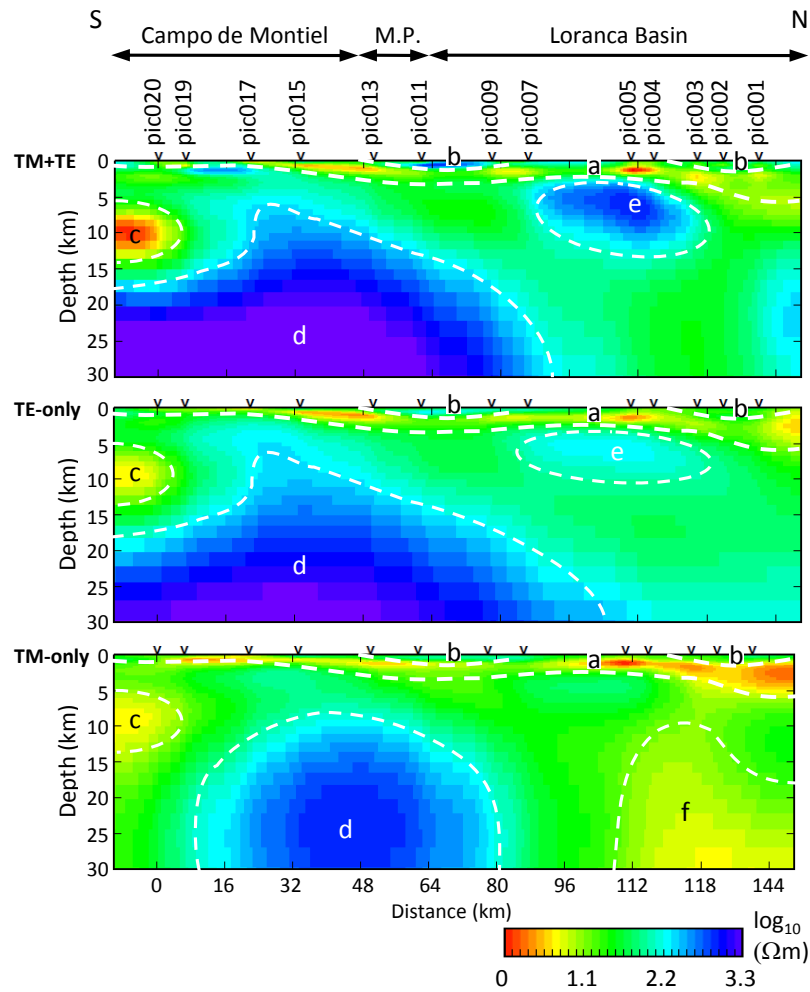 S N
Campo de Montiel M.P. Loranca Basin
pic020 pic019 pic017 pic015 pic013 pic011 pic009 pic007 pic005 pic004 pic003 pic002 pic001
TM+TE
0
5
10
15
20
25
30
Depth (km)
a b b c d e
TE-only
0
5
10
15
20
25
30
Depth (km)
a b b c d e
TM-only
0
5
10
15
20
25
30
Depth (km)
a b b c d f
0 16 32 48 64 80 96 112 118 144
Distance (km)
log10
(Ωm)
0 1.1 2.2 3.3